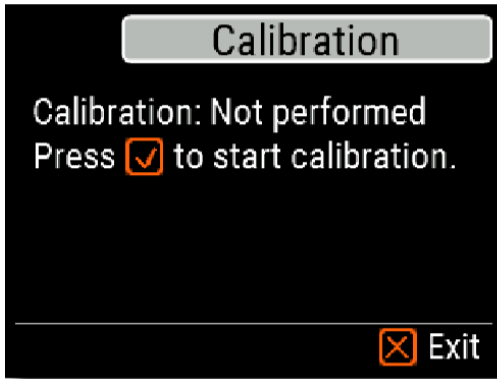 Calibration
Calibration: Not performed
Press ☑ to start calibration.
☒ Exit